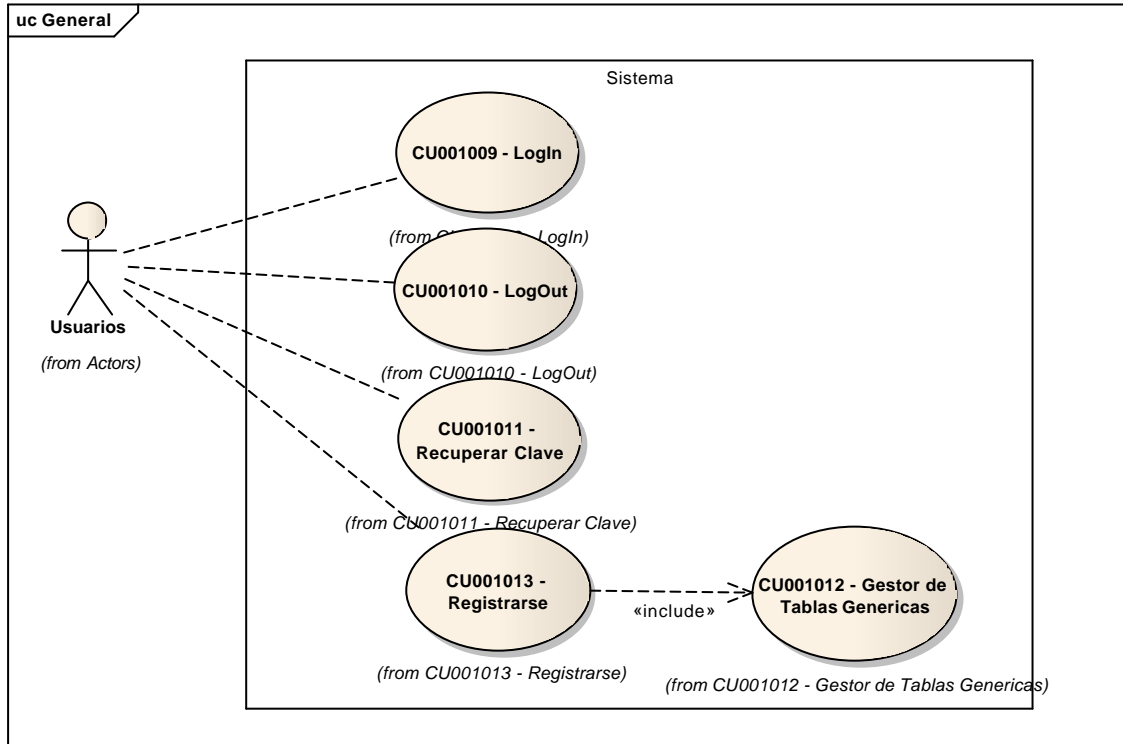 uc General
Sistema
CU001009 - LogIn
(from - LogIn)
CU001010 - LogOut
Usuarios
(from Actors)
(from CU001010 - LogOut)
CU001011 -
Recuperar Clave
(from CU001011 - Recuperar Clave)
CU001013 -
Registrarse
«include»
CU001012 - Gestor de
Tablas Genericas
(from CU001013 - Registrarse)
(from CU001012 - Gestor de Tablas Genericas)